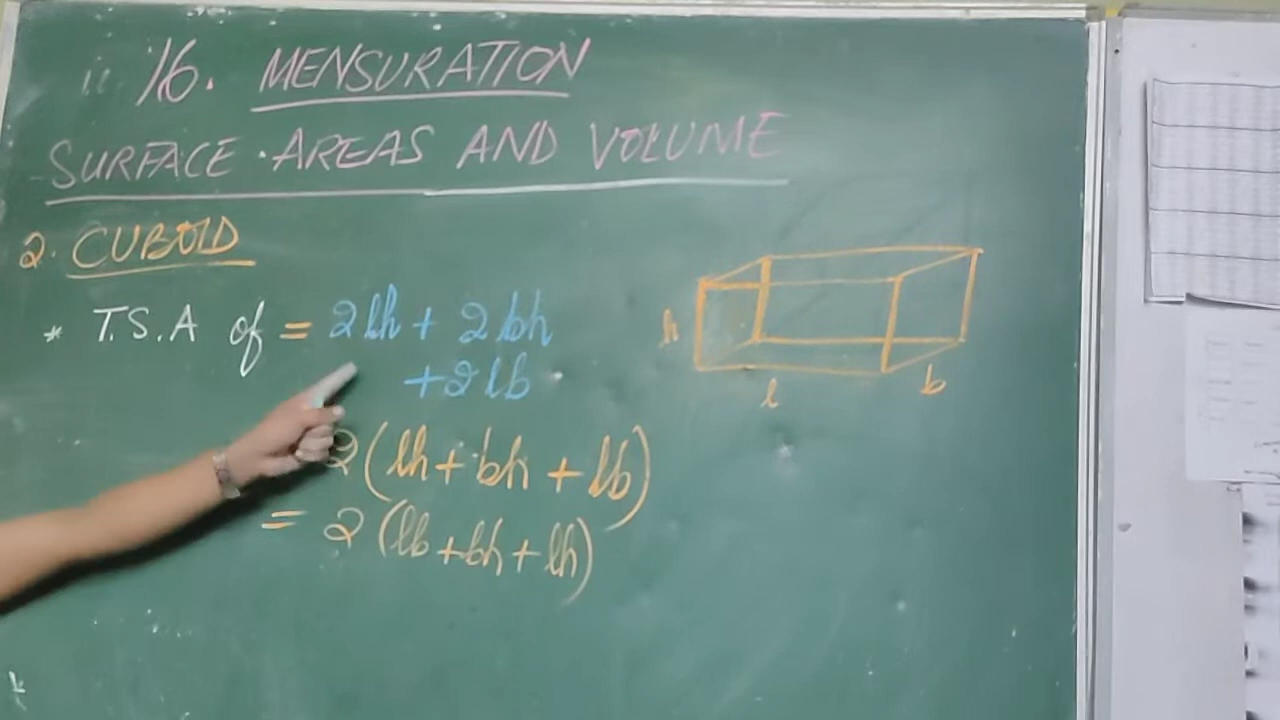 16. MENSURATION
SURFACE AREAS AND VOLUME
2. CUBOID
* T.S.A of = 2lh + 2bh
+2lb
2(lh+bh+lb)
= 2(lb+bh+lh)
h
l
b